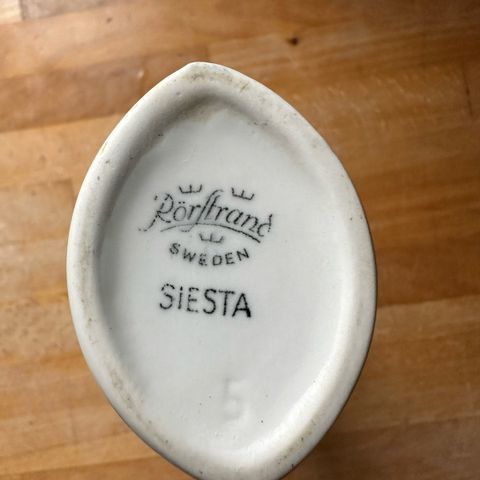 Rörstrand
SWEDEN
SIESTA
5